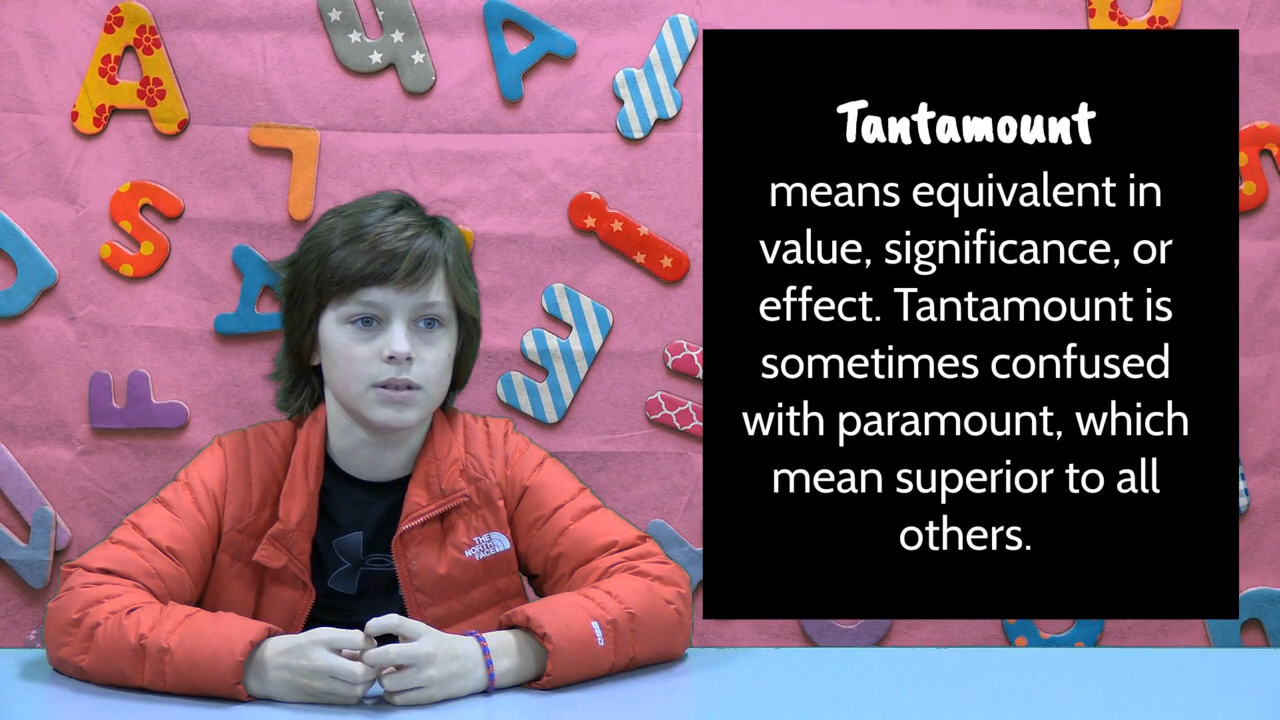 Tantamount
means equivalent in
value, significance, or
effect. Tantamount is
sometimes confused
with paramount, which
mean superior to all
others.
THE
NORTH
FACE